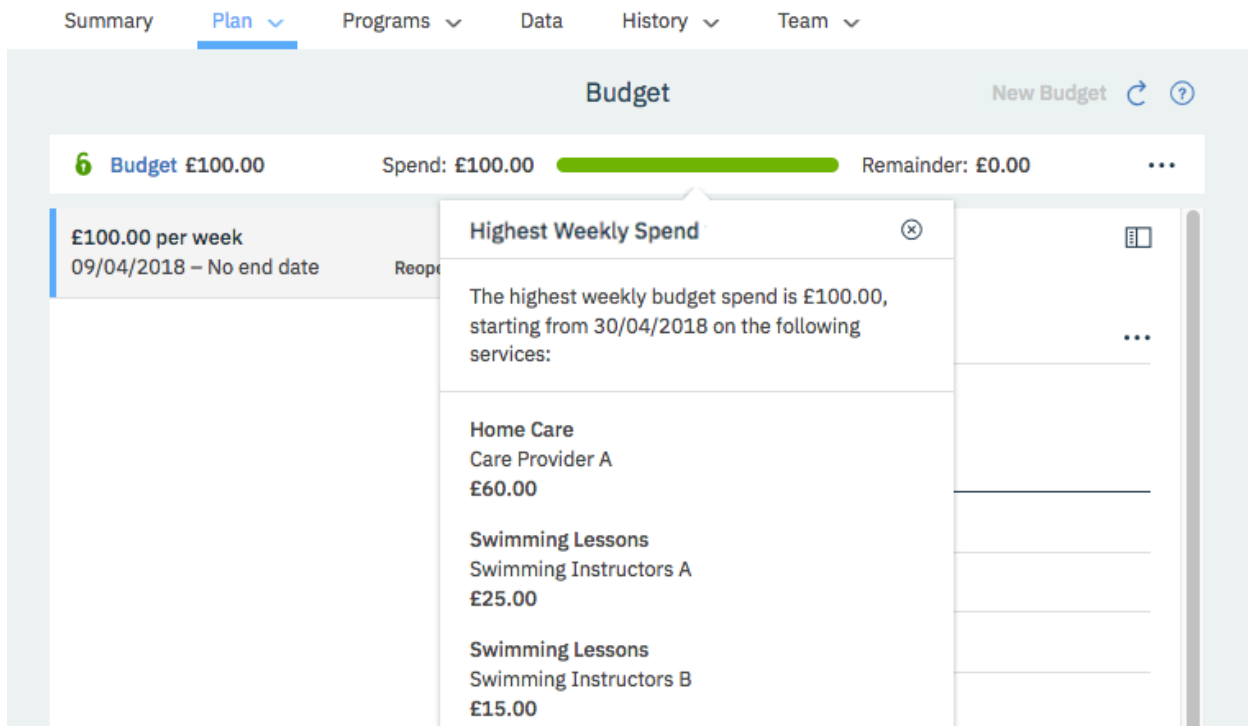 Summary Plan Programs Data History Team
Budget New Budget
Budget £100.00 Spend: £100.00 Remainder: £0.00 ...
£100.00 per week
09/04/2018 – No end date Reope
Highest Weekly Spend
The highest weekly budget spend is £100.00,
starting from 30/04/2018 on the following
services:
...
Home Care
Care Provider A
£60.00
Swimming Lessons
Swimming Instructors A
£25.00
Swimming Lessons
Swimming Instructors B
£15.00